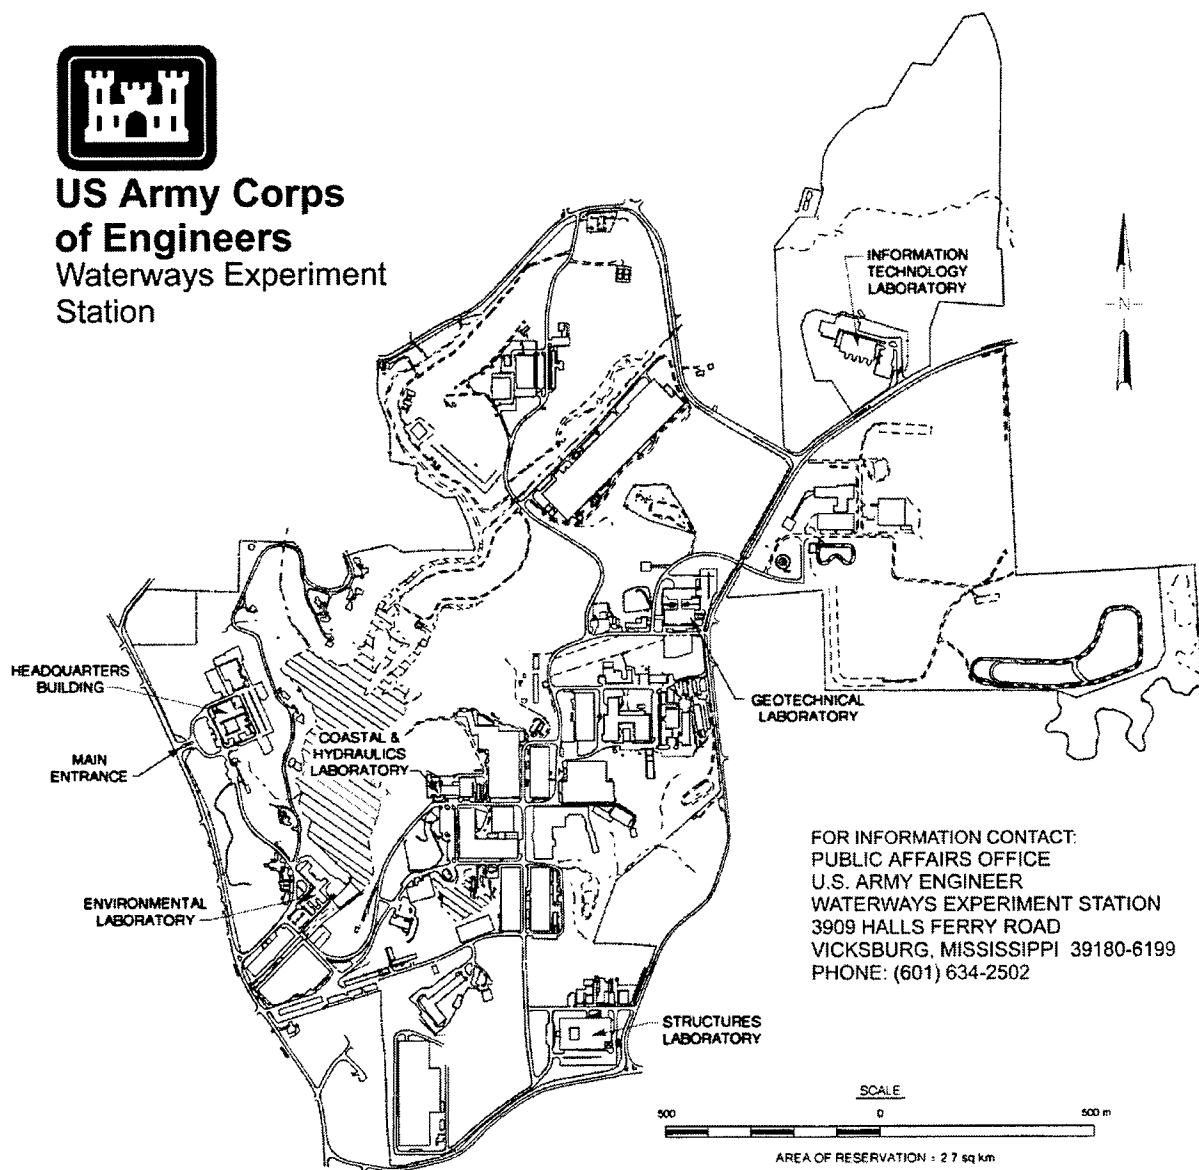 US Army Corps
of Engineers
Waterways Experiment
Station
INFORMATION
TECHNOLOGY
LABORATORY
N
HEADQUARTERS
BUILDING
MAIN
ENTRANCE
COASTAL &
HYDRAULICS
LABORATORY
GEOTECHNICAL
LABORATORY
ENVIRONMENTAL
LABORATORY
STRUCTURES
LABORATORY
FOR INFORMATION CONTACT:
PUBLIC AFFAIRS OFFICE
U.S. ARMY ENGINEER
WATERWAYS EXPERIMENT STATION
3909 HALLS FERRY ROAD
VICKSBURG, MISSISSIPPI 39180-6199
PHONE: (601) 634-2502
SCALE
500 0 500 m
AREA OF RESERVATION = 2.7 sq km